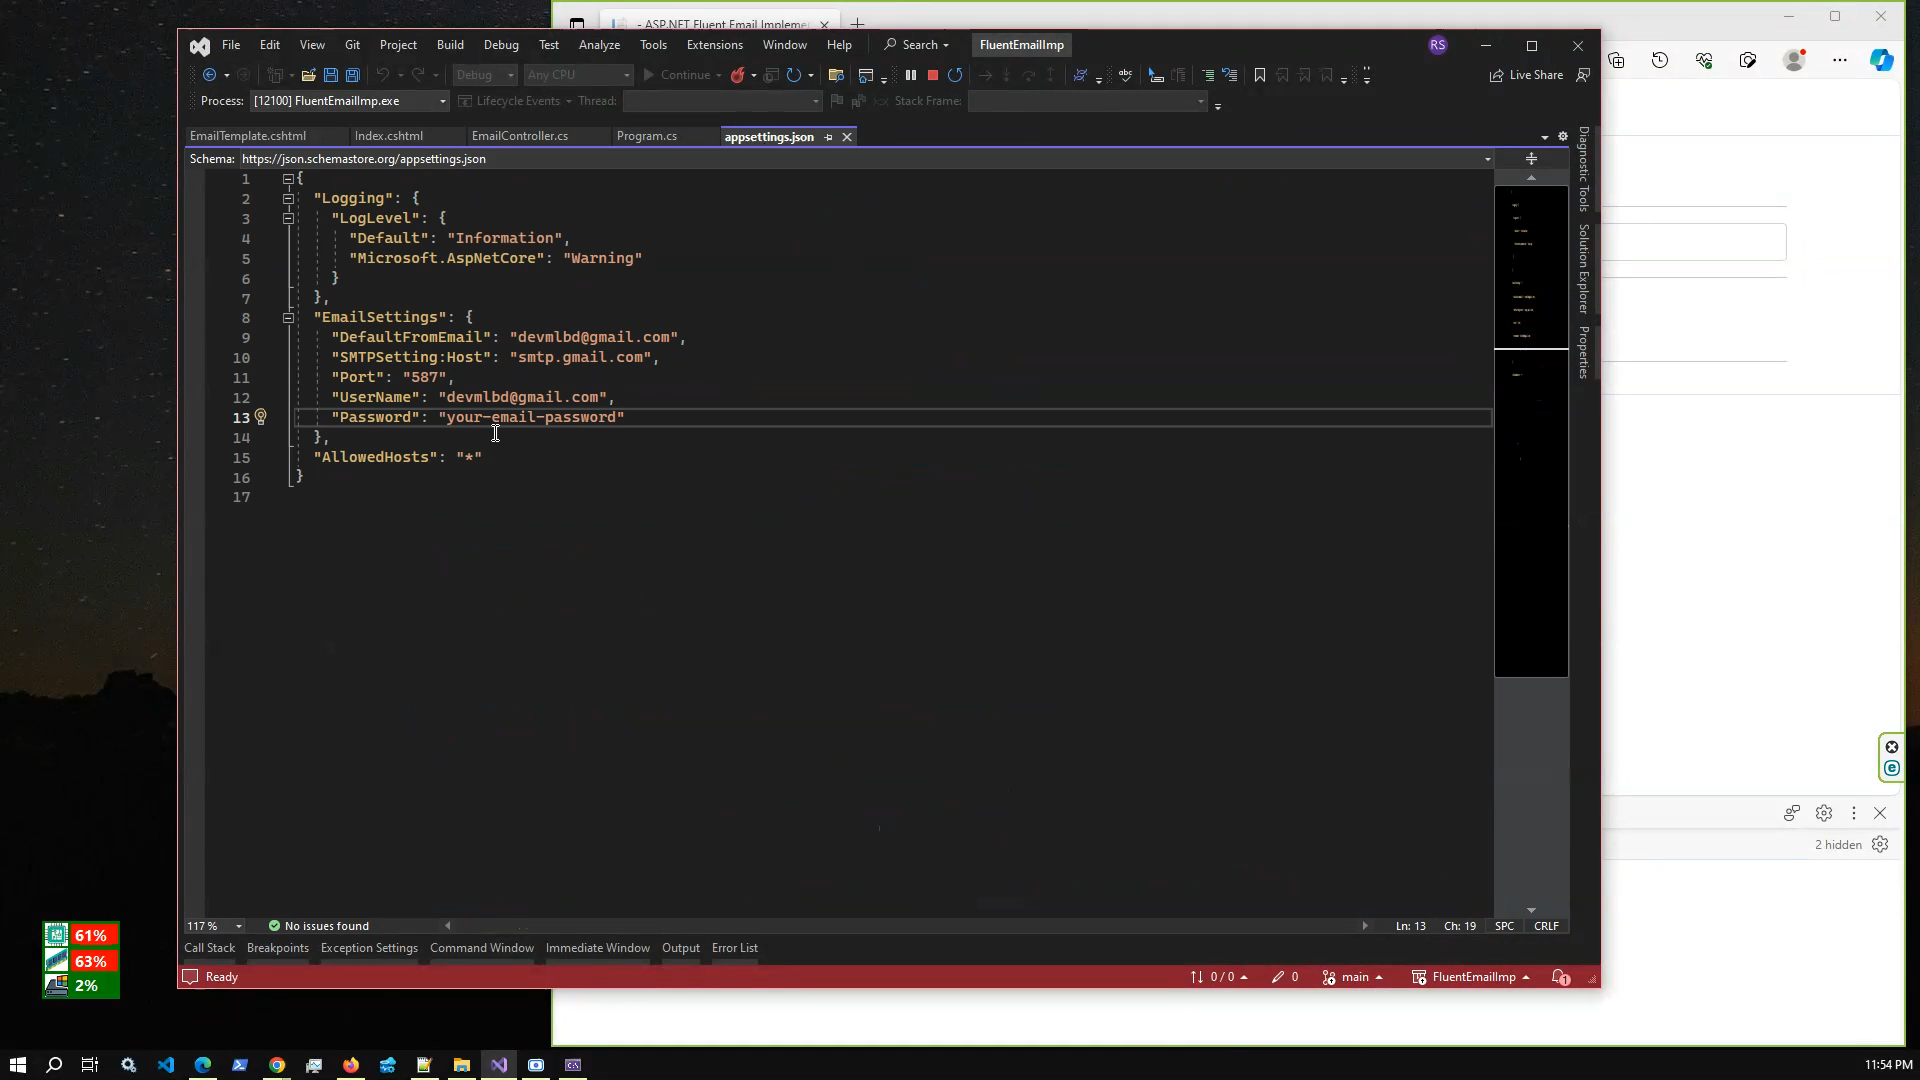 - ASP.NET Fluent Email Impleme
File Edit View Git Project Build Debug Test Analyze Tools Extensions Window Help Search FluentEmailImp RS
Debug Any CPU Continue Live Share
Process: [12100] FluentEmailImp.exe Lifecycle Events Thread: Stack Frame:
EmailTemplate.cshtml Index.cshtml EmailController.cs Program.cs appsettings.json
Schema: https://json.schemastore.org/appsettings.json
1 {
2 "Logging": {
3 "LogLevel": {
4 "Default": "Information",
5 "Microsoft.AspNetCore": "Warning"
6 }
7 },
8 "EmailSettings": {
9 "DefaultFromEmail": "devmlbd@gmail.com",
10 "SMTPSetting:Host": "smtp.gmail.com",
11 "Port": "587",
12 "UserName": "devmlbd@gmail.com",
13 "Password": "your-email-password"
14 },
15 "AllowedHosts": "*"
16 }
17
Diagnostic Tools
Solution Explorer
Properties
2 hidden
117 % No issues found Ln: 13 Ch: 19 SPC CRLF
Call Stack Breakpoints Exception Settings Command Window Immediate Window Output Error List
Ready 0 / 0 0 main FluentEmailImp 1
61%
63%
2%
11:54 PM